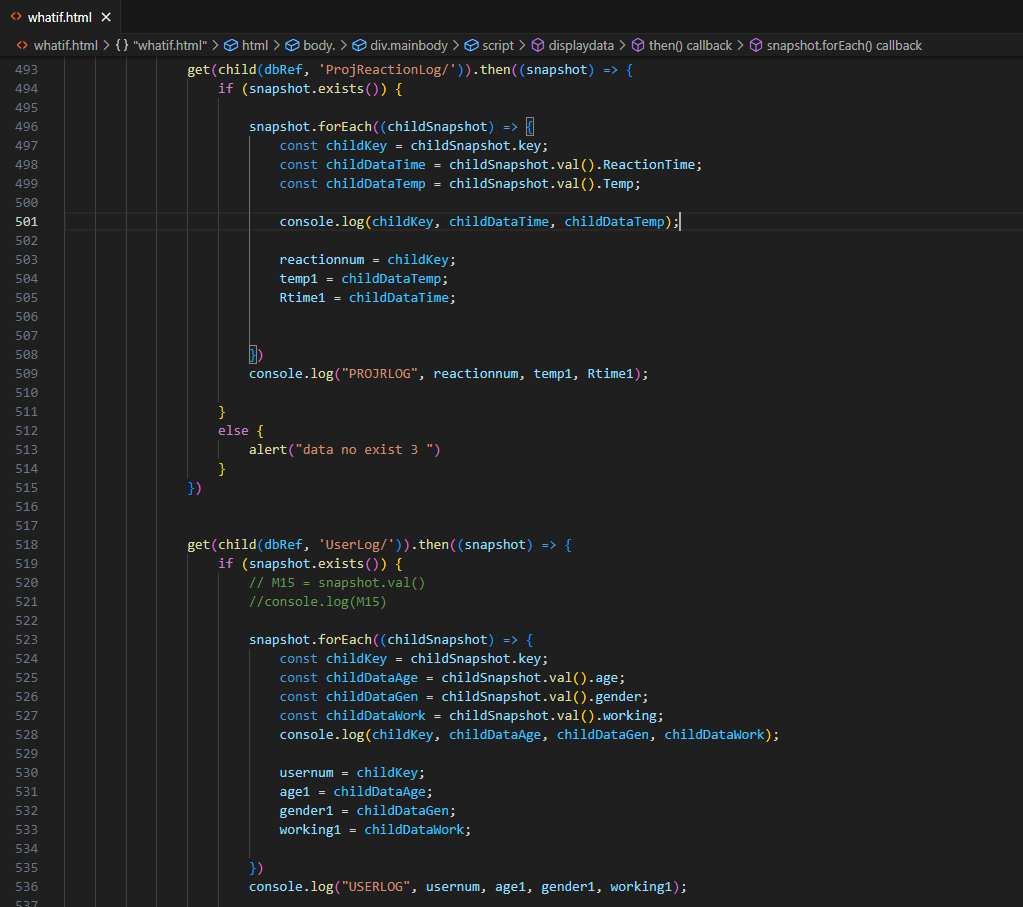 <> whatif.html ×
<> whatif.html > {} "whatif.html" > html > body. > div.mainbody > script > displaydata > then() callback > snapshot.forEach() callback
493 get(child(dbRef, 'ProjReactionLog/')).then((snapshot) => {
494 if (snapshot.exists()) {
495
496 snapshot.forEach((childSnapshot) => {
497 const childKey = childSnapshot.key;
498 const childDataTime = childSnapshot.val().ReactionTime;
499 const childDataTemp = childSnapshot.val().Temp;
500
501 console.log(childKey, childDataTime, childDataTemp);
502
503 reactionnum = childKey;
504 temp1 = childDataTemp;
505 Rtime1 = childDataTime;
506
507
508 })
509 console.log("PROJRLOG", reactionnum, temp1, Rtime1);
510
511 }
512 else {
513 alert("data no exist 3 ")
514 }
515 })
516
517
518 get(child(dbRef, 'UserLog/')).then((snapshot) => {
519 if (snapshot.exists()) {
520 // M15 = snapshot.val()
521 //console.log(M15)
522
523 snapshot.forEach((childSnapshot) => {
524 const childKey = childSnapshot.key;
525 const childDataAge = childSnapshot.val().age;
526 const childDataGen = childSnapshot.val().gender;
527 const childDataWork = childSnapshot.val().working;
528 console.log(childKey, childDataAge, childDataGen, childDataWork);
529
530 usernum = childKey;
531 age1 = childDataAge;
532 gender1 = childDataGen;
533 working1 = childDataWork;
534
535 })
536 console.log("USERLOG", usernum, age1, gender1, working1);
537